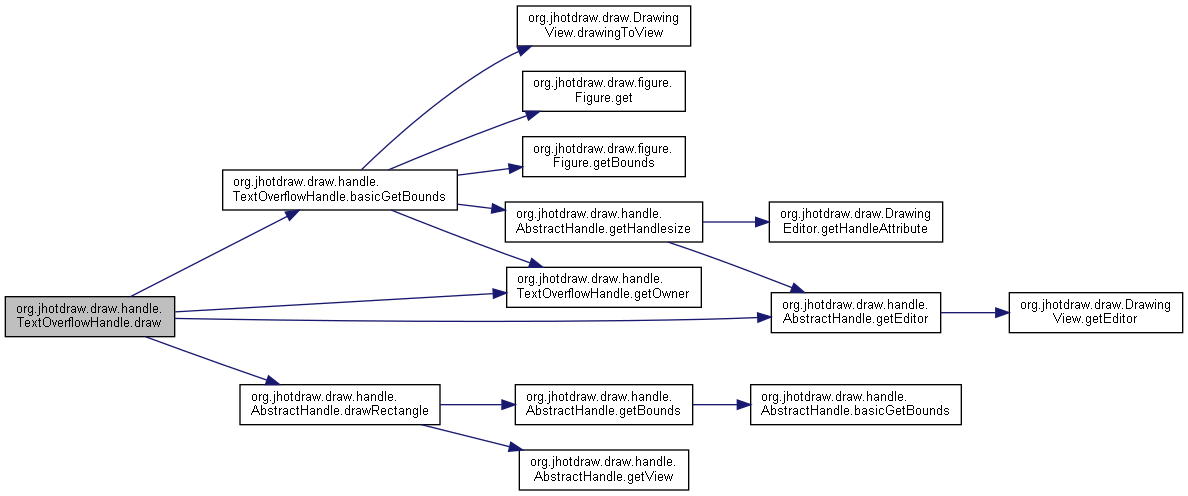 org.jhotdraw.draw.Drawing
View.drawingToView
org.jhotdraw.draw.figure.
Figure.get
org.jhotdraw.draw.figure.
Figure.getBounds
org.jhotdraw.draw.handle.
TextOverflowHandle.basicGetBounds
org.jhotdraw.draw.handle.
AbstractHandle.getHandlesize
org.jhotdraw.draw.Drawing
Editor.getHandleAttribute
org.jhotdraw.draw.handle.
TextOverflowHandle.getOwner
org.jhotdraw.draw.handle.
TextOverflowHandle.draw
org.jhotdraw.draw.handle.
AbstractHandle.getEditor
org.jhotdraw.draw.Drawing
View.getEditor
org.jhotdraw.draw.handle.
AbstractHandle.drawRectangle
org.jhotdraw.draw.handle.
AbstractHandle.getBounds
org.jhotdraw.draw.handle.
AbstractHandle.basicGetBounds
org.jhotdraw.draw.handle.
AbstractHandle.getView